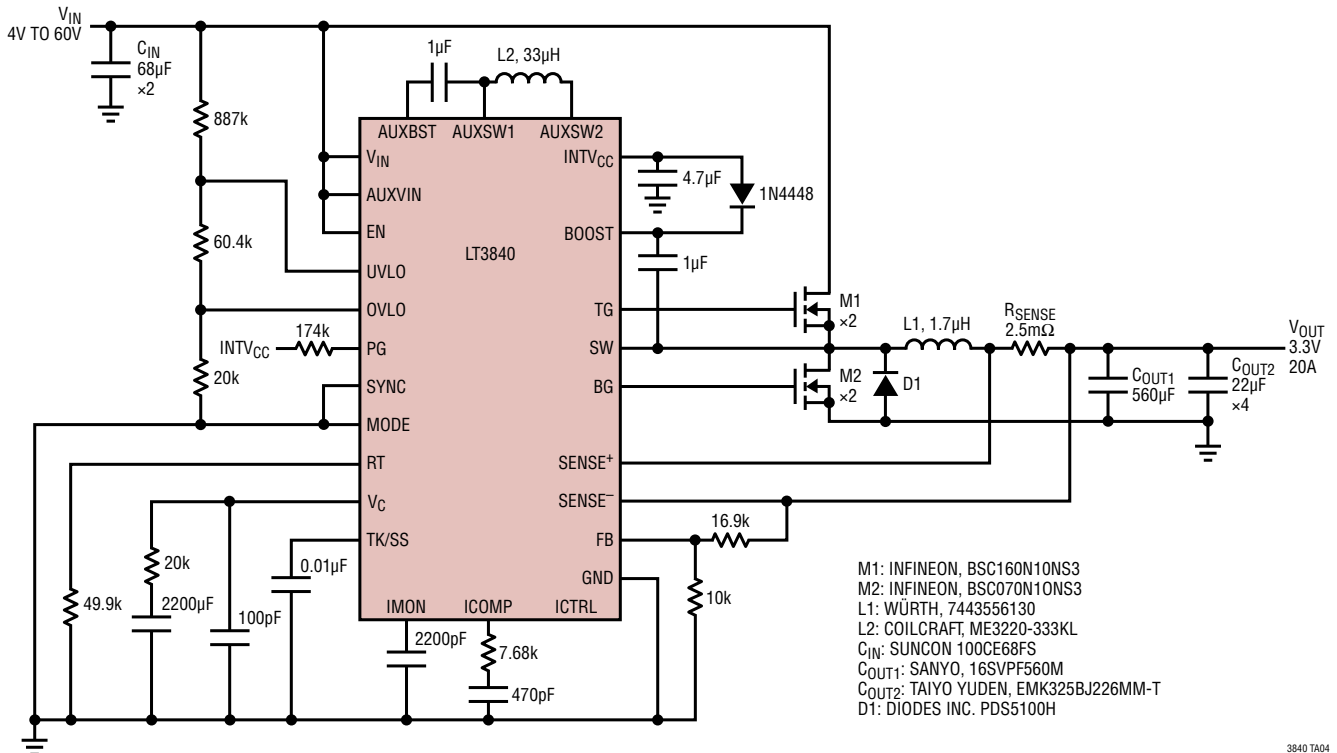 VIN
4V TO 60V
CIN
68µF
×2
1µF
L2, 33µH
887k
AUXBST AUXSW1 AUXSW2
VIN
INTVCC
4.7µF
1N4448
AUXVIN
EN
BOOST
60.4k
LT3840
1µF
UVLO
OVLO
TG
M1
×2
L1, 1.7µH
RSENSE
2.5mΩ
VOUT
3.3V
20A
INTVCC
174k
PG
SW
20k
SYNC
BG
M2
×2
D1
COUT1
560µF
COUT2
22µF
×4
MODE
RT
SENSE+
VC
SENSE–
16.9k
TK/SS
FB
20k
0.01µF
GND
49.9k
2200µF
100pF
IMON ICOMP ICTRL
10k
2200pF
7.68k
470pF
M1: INFINEON, BSC160N10NS3
M2: INFINEON, BSC070N10NS3
L1: WÜRTH, 7443556130
L2: COILCRAFT, ME3220-333KL
CIN: SUNCON 100CE68FS
COUT1: SANYO, 16SVPF560M
COUT2: TAIYO YUDEN, EMK325BJ226MM-T
D1: DIODES INC. PDS5100H
3840 TA04